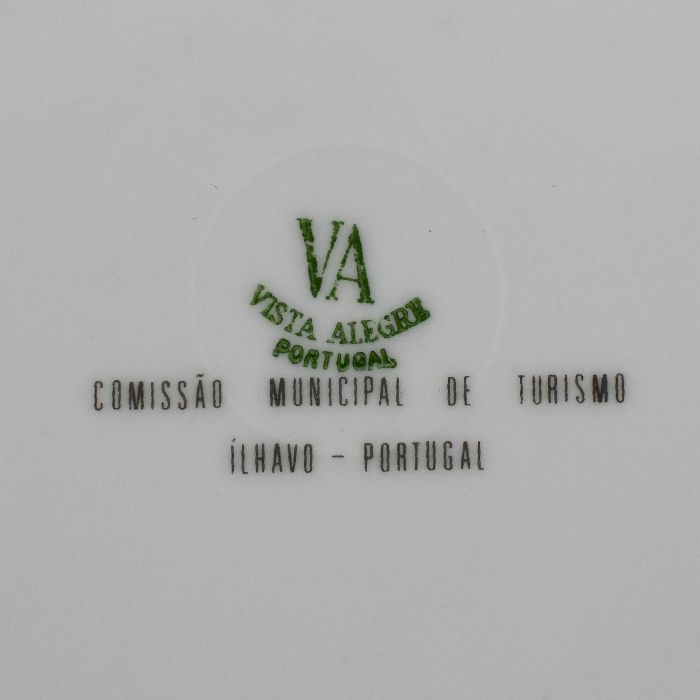 VA
VISTA ALEGRE
PORTUGAL
COMISSÃO MUNICIPAL DE TURISMO
ÍLHAVO - PORTUGAL